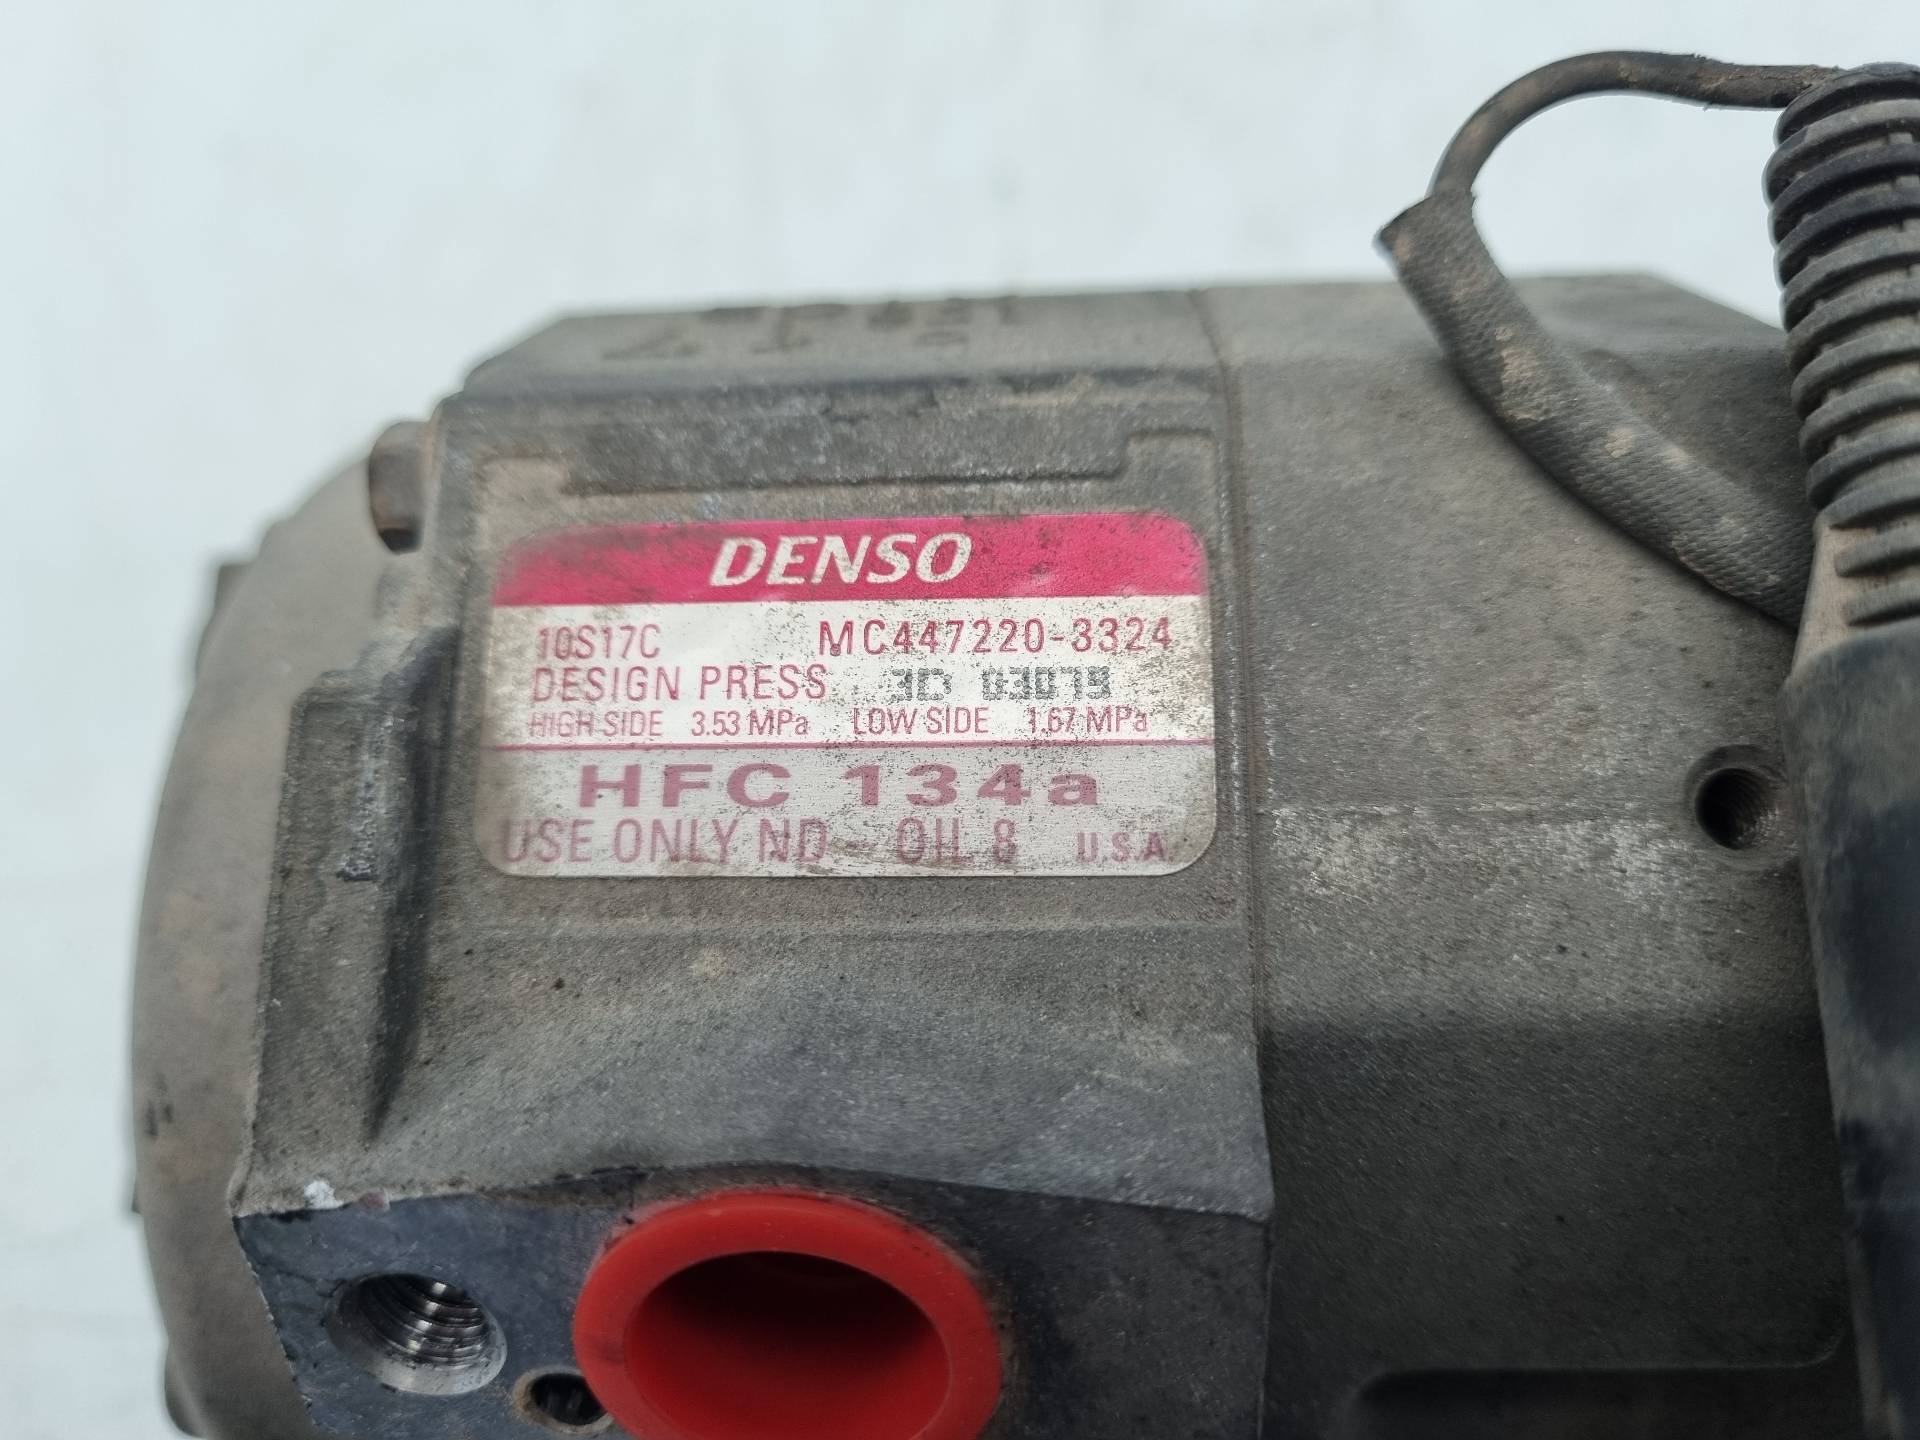 DENSO
10S17C MC447220-3324
DESIGN PRESS 3D 03078
HIGH SIDE 3.53 MPa LOW SIDE 1.67 MPa
HFC 134a
USE ONLY ND-OIL 8 U.S.A